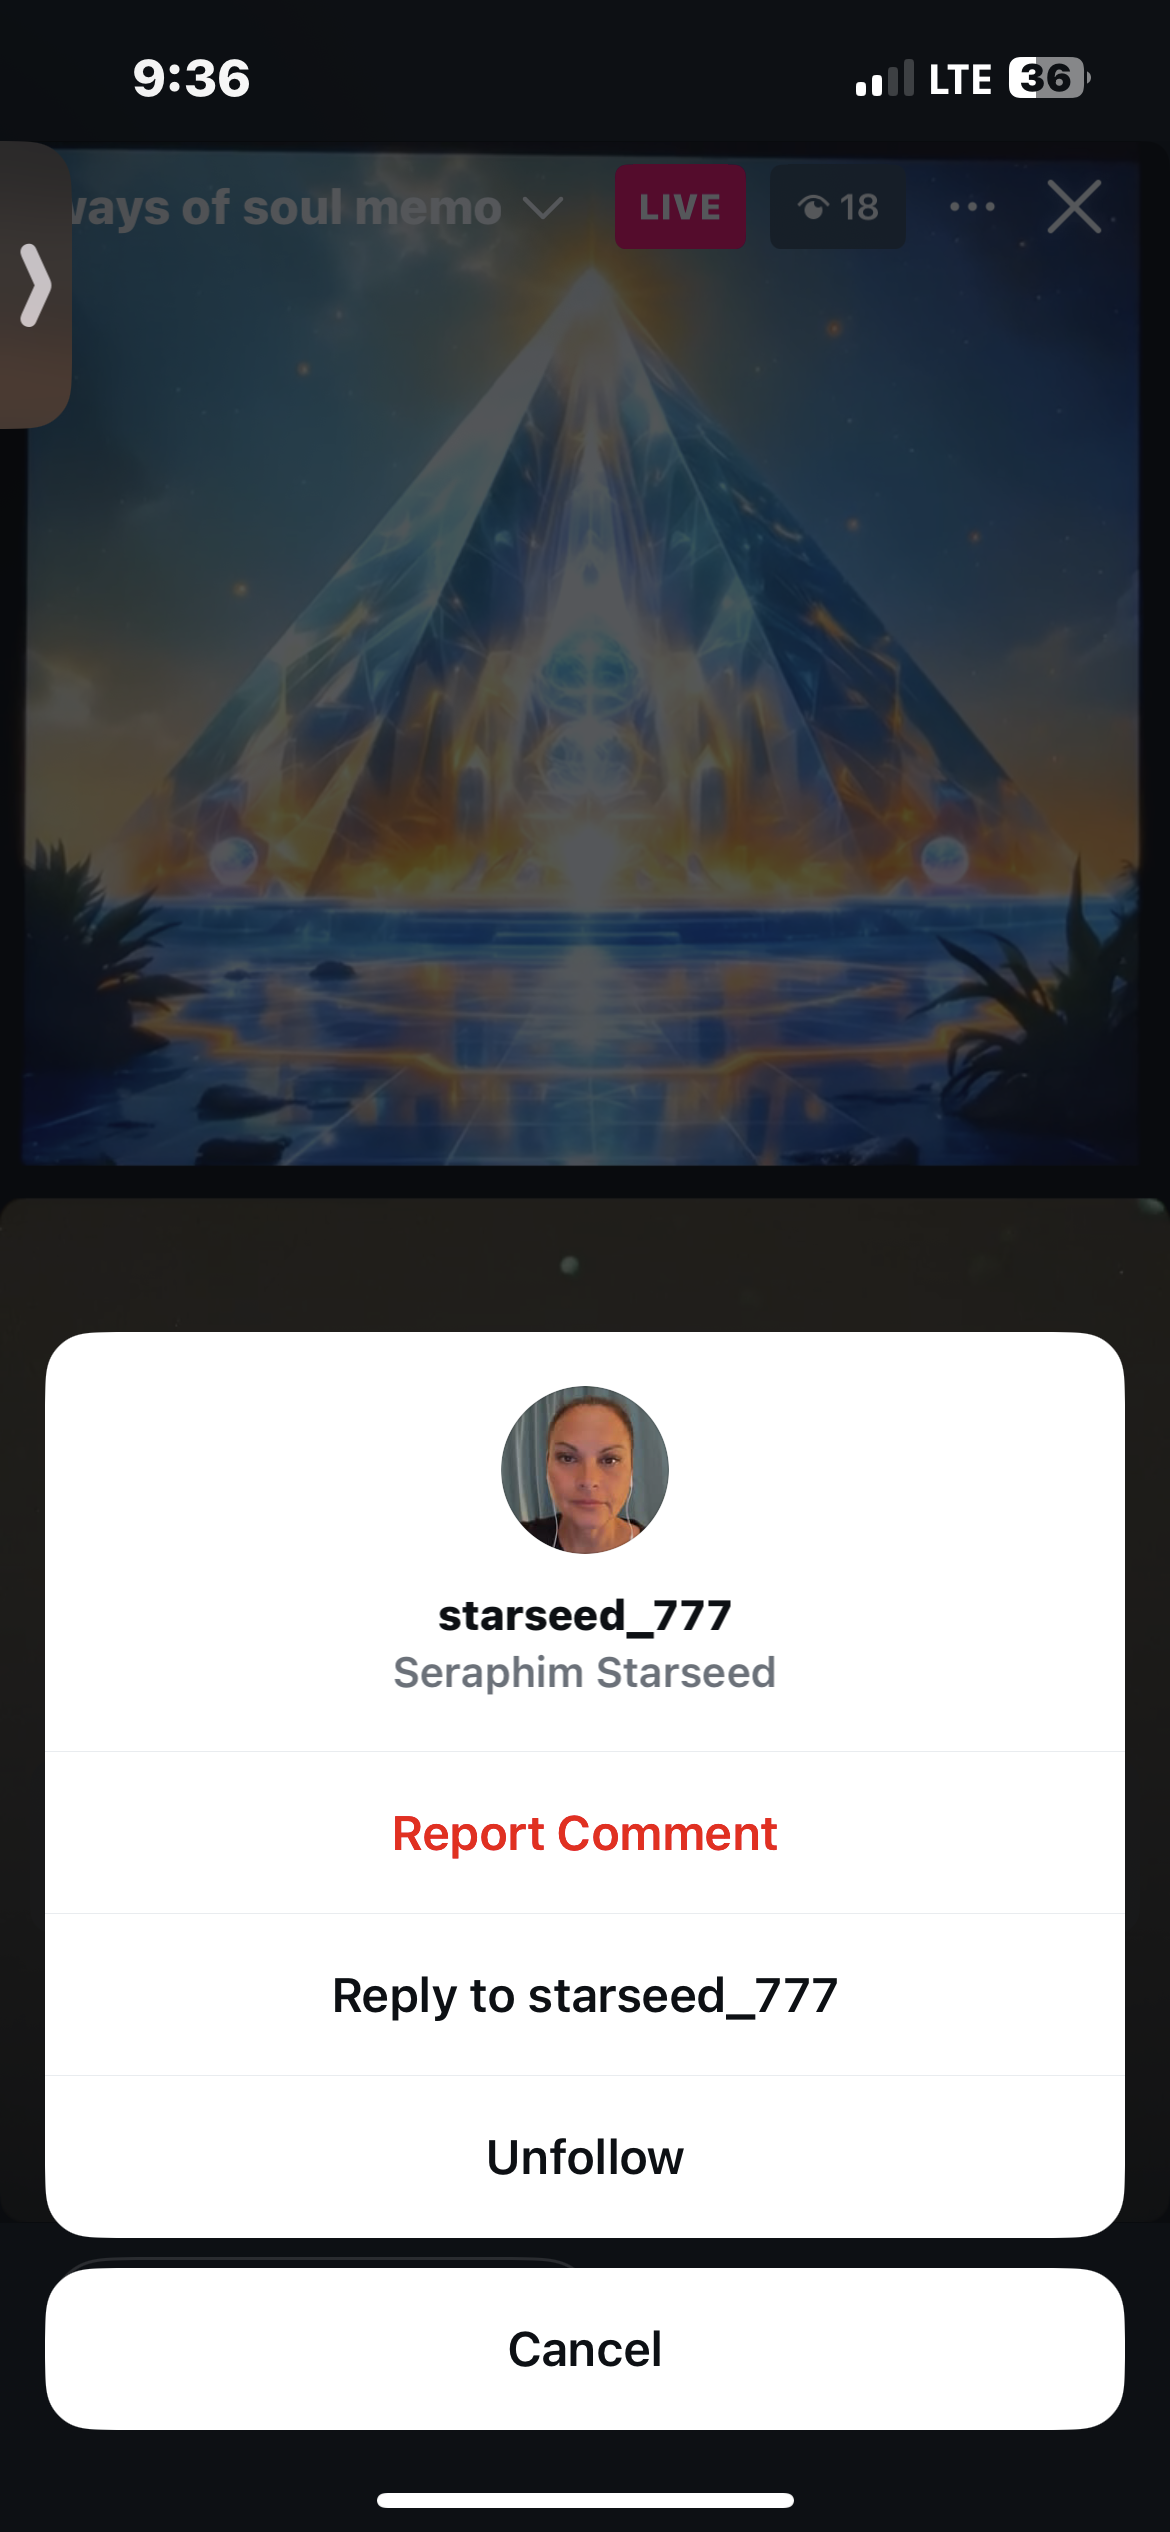 9:36 LTE 36
ways of soul memo LIVE 18
starseed_777
Seraphim Starseed
Report Comment
Reply to starseed_777
Unfollow
Cancel